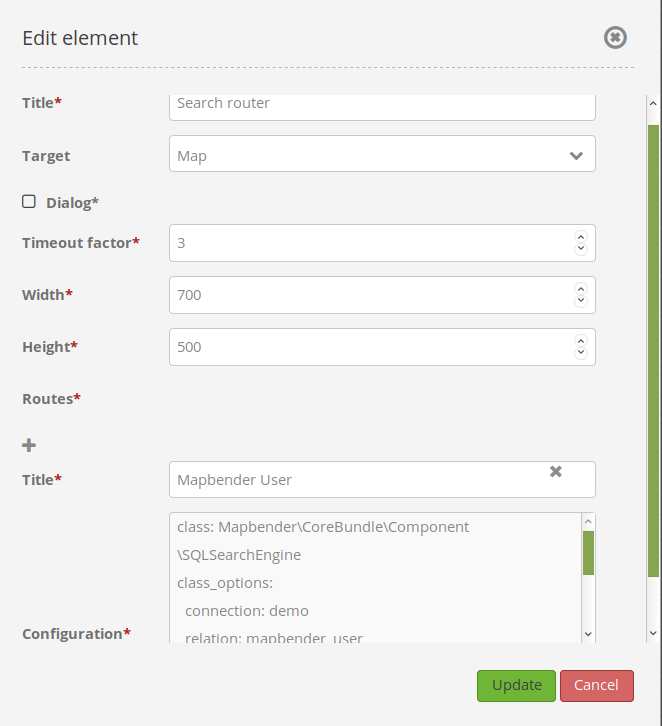 Edit element
Title* Search router
Target Map
Dialog*
Timeout factor* 3
Width* 700
Height* 500
Routes*
Title* Mapbender User
class: Mapbender\CoreBundle\Component
\SQLSearchEngine
class_options:
connection: demo
relation: mapbender_user
Configuration*
Update Cancel